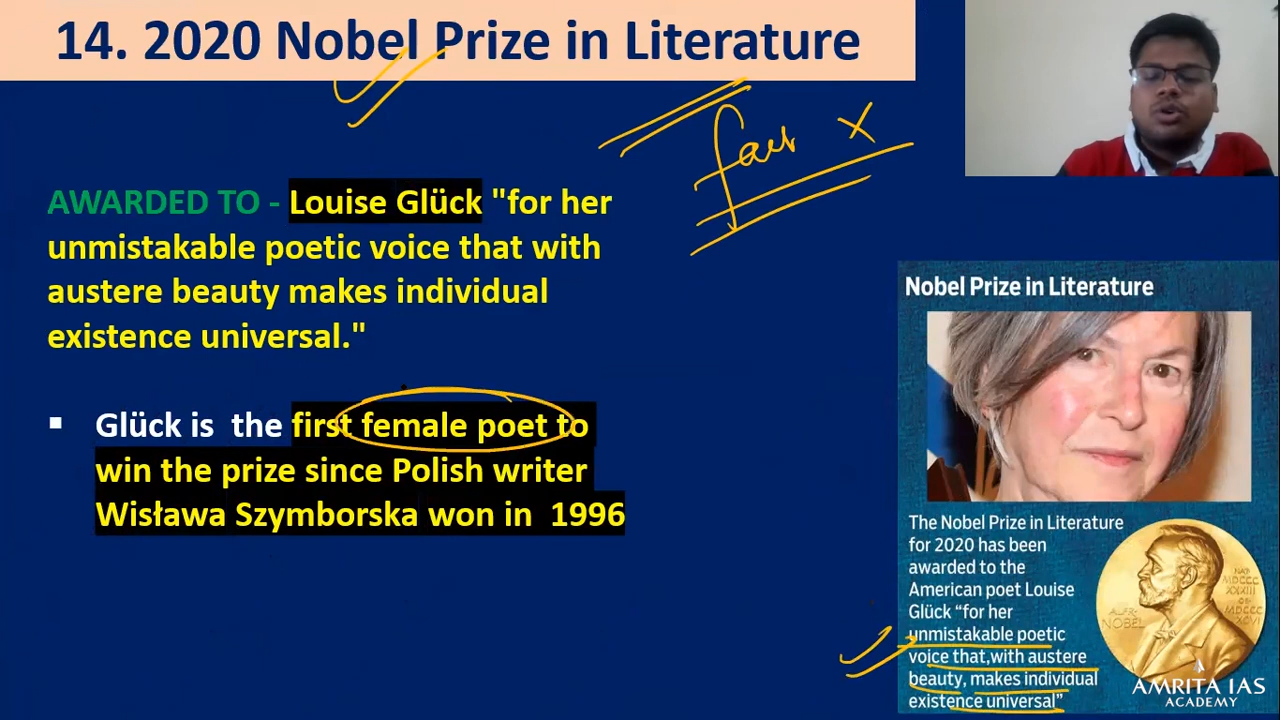 14. 2020 Nobel Prize in Literature
AWARDED TO - Louise Glück "for her
unmistakable poetic voice that with
austere beauty makes individual
existence universal."
▪ Glück is the first female poet to
win the prize since Polish writer
Wisława Szymborska won in 1996
Nobel Prize in Literature
The Nobel Prize in Literature
for 2020 has been
awarded to the
American poet Louise
Glück “for her
unmistakable poetic
voice that,with austere
beauty, makes individual
existence universal”
AMRITA IAS
ACADEMY